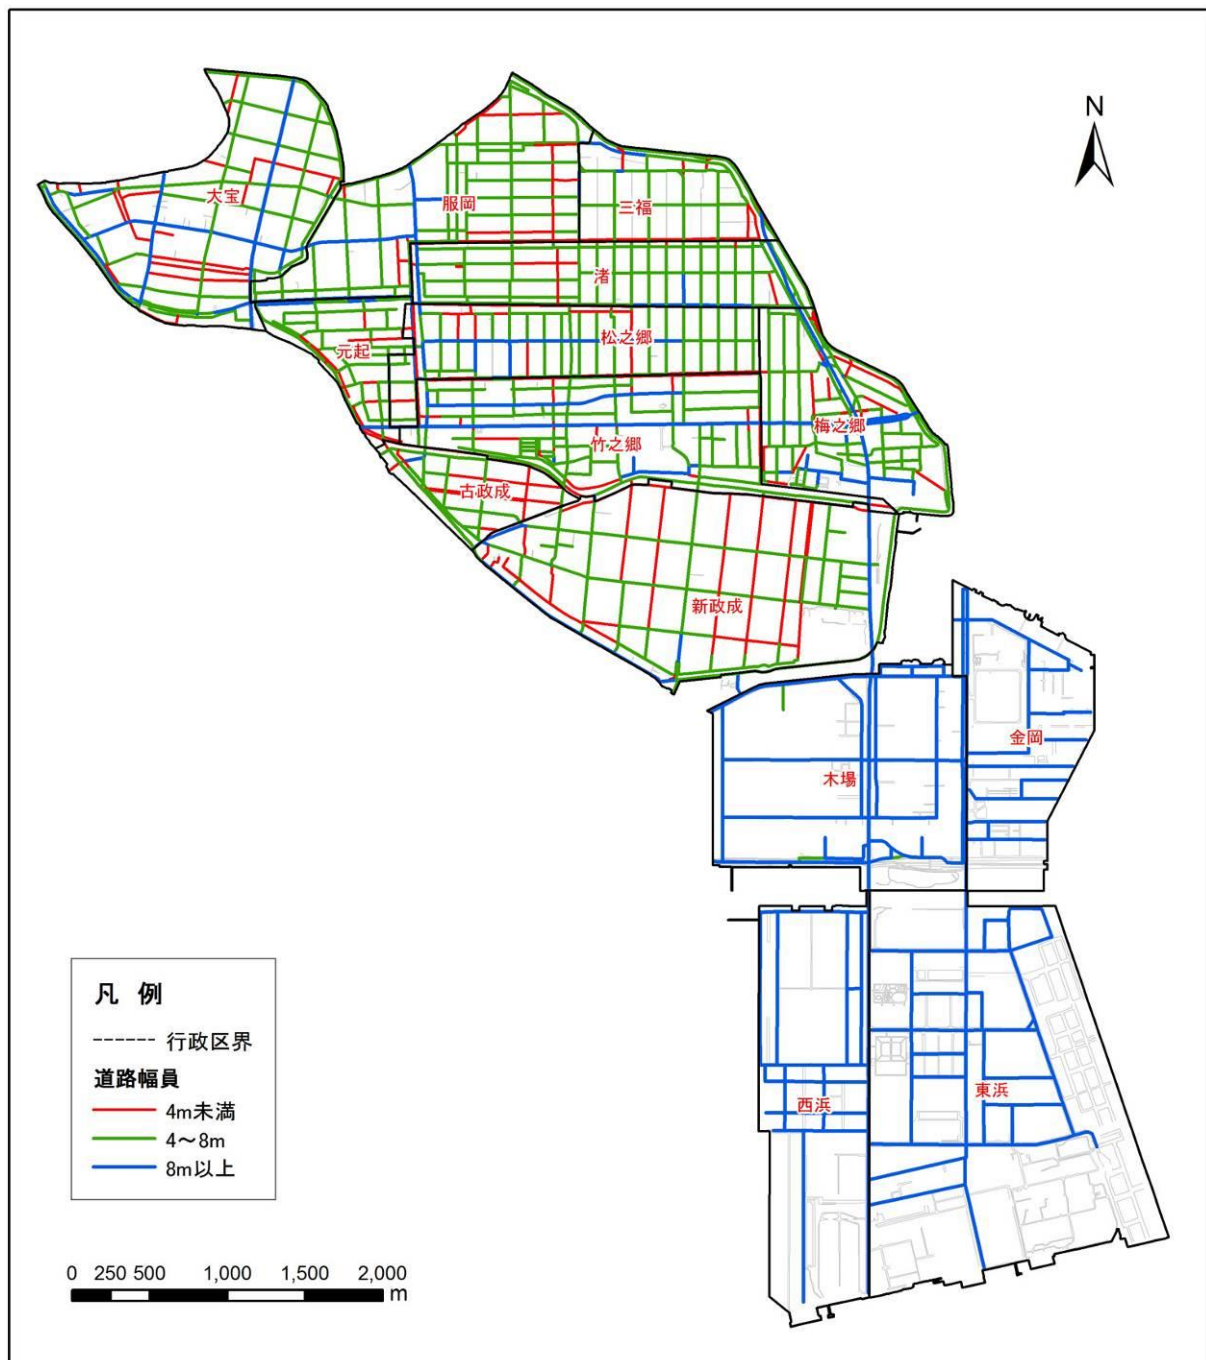 N
大宝
服岡
三福
渚
松之郷
元起
梅之郷
竹之郷
古政成
新政成
金岡
木場
西浜
東浜
凡 例
行政区界
道路幅員
4m未満
4～8m
8m以上
0 250 500 1,000 1,500 2,000
m